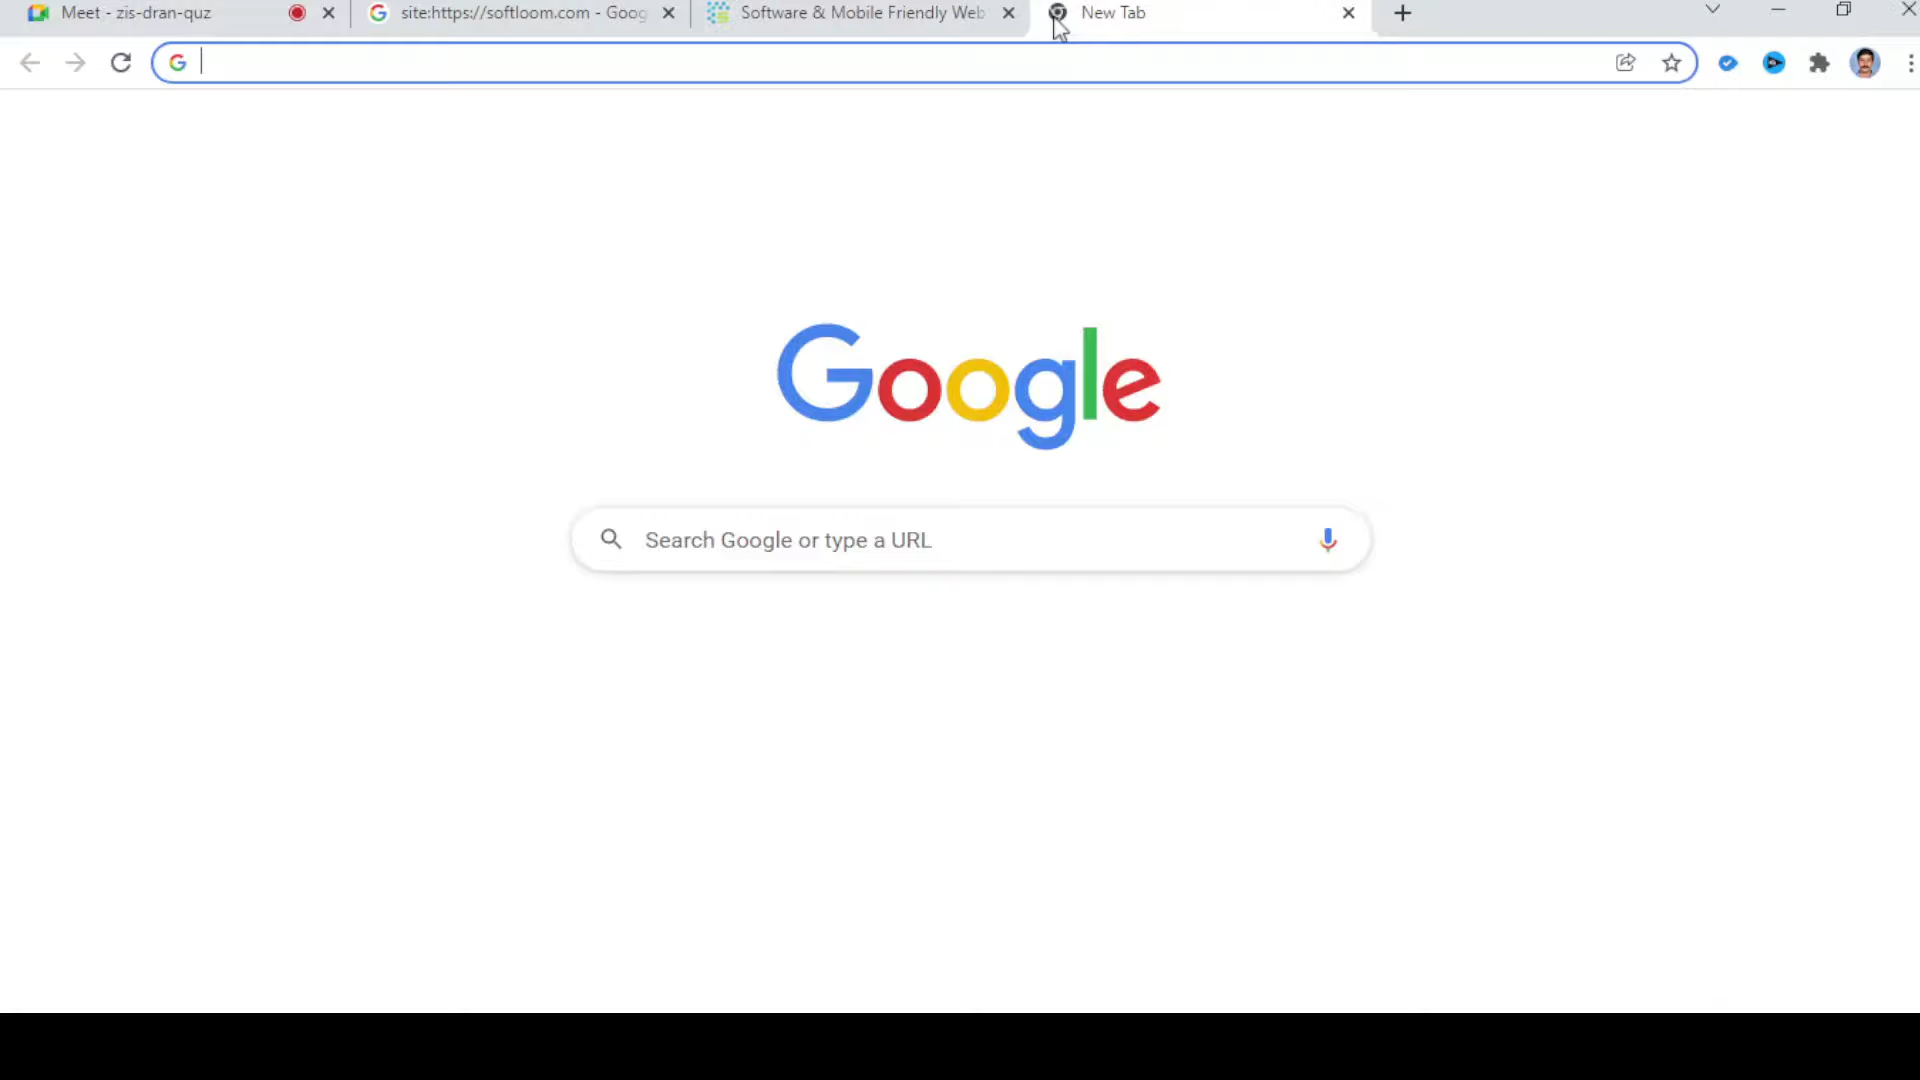 Meet - zis-dran-quz
site:https://softloom.com - Goog
Software & Mobile Friendly Web
New Tab
Google
Search Google or type a URL